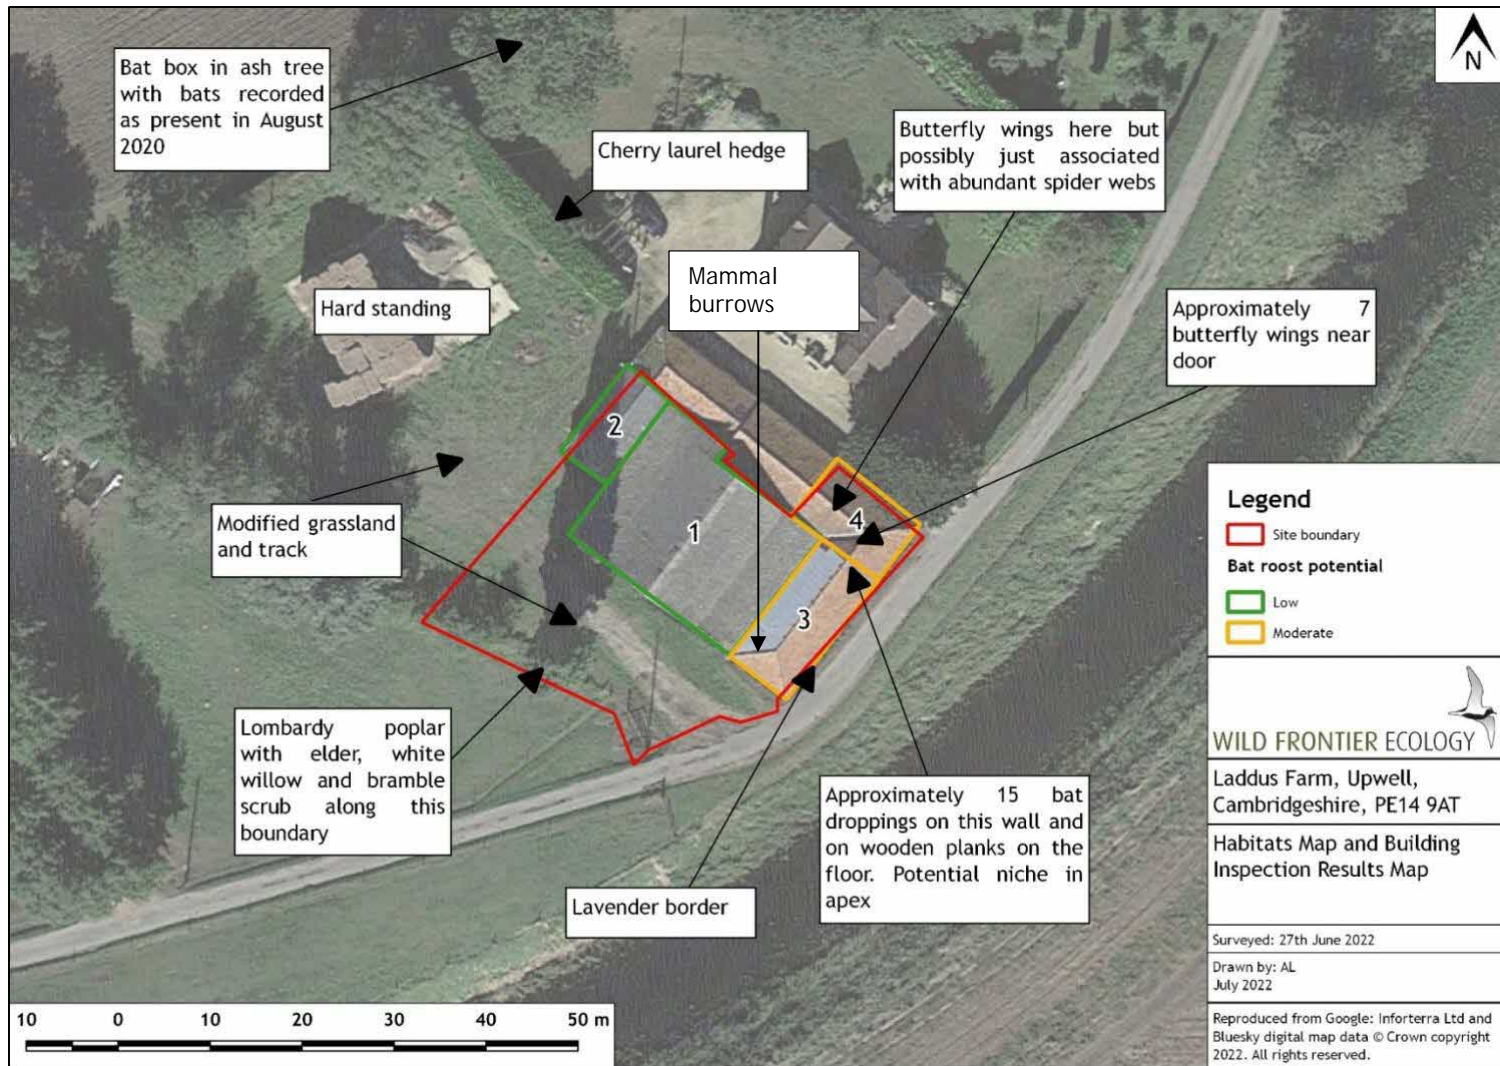 Bat box in ash tree
with bats recorded
as present in August
2020
Cherry laurel hedge
Butterfly wings here but
possibly just associated
with abundant spider webs
N
Hard standing
Mammal
burrows
Approximately 7
butterfly wings near
door
2
1
4
3
Modified grassland
and track
Lombardy poplar
with elder, white
willow and bramble
scrub along this
boundary
Lavender border
Approximately 15 bat
droppings on this wall and
on wooden planks on the
floor. Potential niche in
apex
Legend
Site boundary
Bat roost potential
Low
Moderate
WILD FRONTIER ECOLOGY
Laddus Farm, Upwell,
Cambridgeshire, PE14 9AT
Habitats Map and Building
Inspection Results Map
Surveyed: 27th June 2022
Drawn by: AL
July 2022
Reproduced from Google: Inforterra Ltd and
Bluesky digital map data © Crown copyright
2022. All rights reserved.
10 0 10 20 30 40 50 m